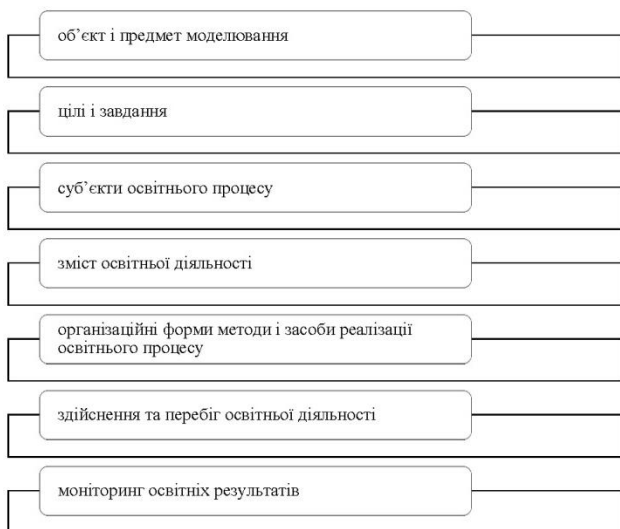 об’єкт і предмет моделювання
цілі і завдання
суб’єкти освітнього процесу
зміст освітньої діяльності
організаційні форми методи і засоби реалізації
освітнього процесу
здійснення та перебіг освітньої діяльності
моніторинг освітніх результатів